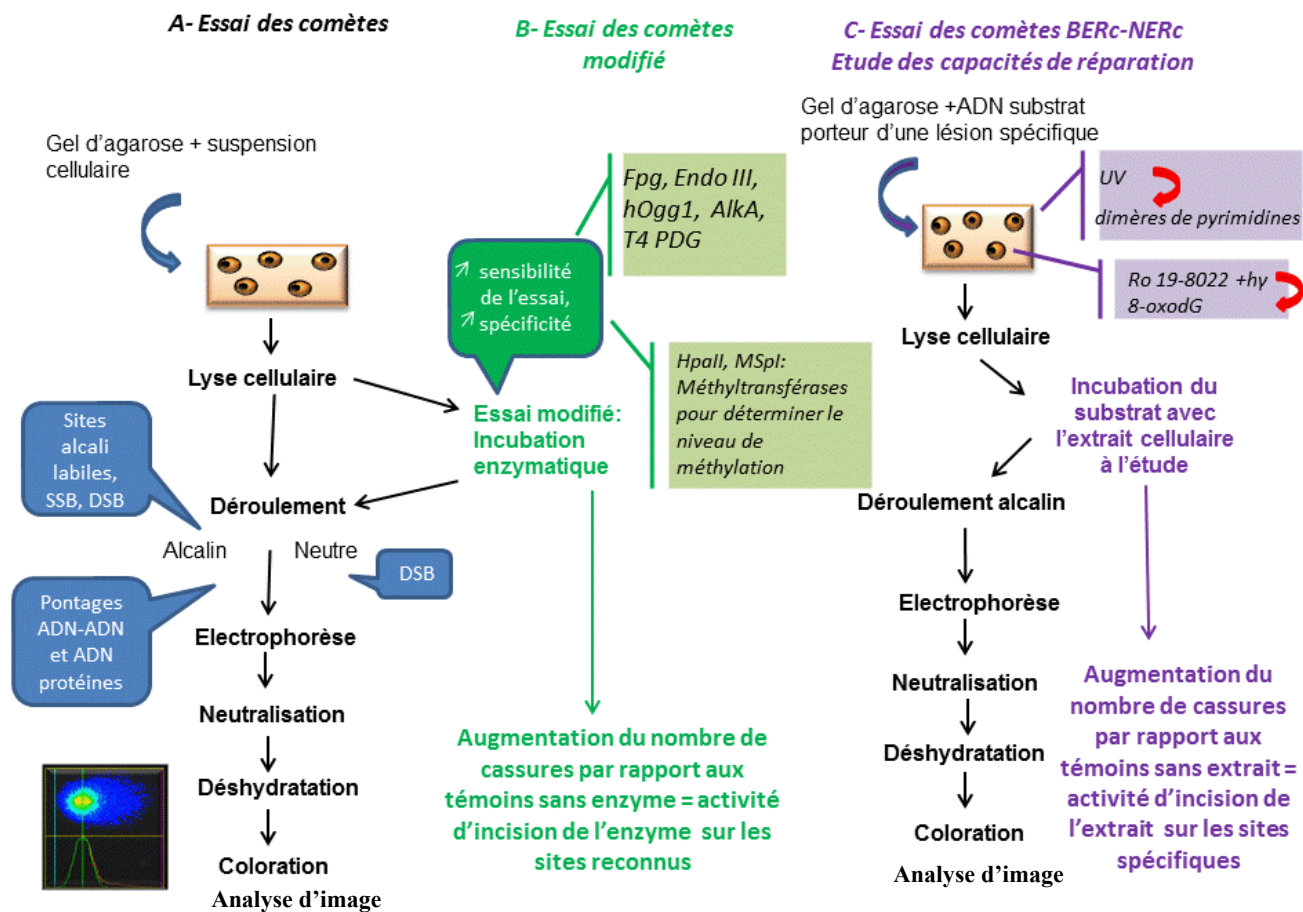 A- Essai des comètes
Gel d'agarose + suspension
cellulaire
Lyse cellulaire
Sites
alcali
labiles,
SSB, DSB
Déroulement
Alcalin
Neutre
DSB
Pontages
ADN-ADN
et ADN
protéines
Electrophorèse
Neutralisation
Déshydratation
Coloration
Analyse d'image
B- Essai des comètes
modifié
Fpg, Endo III,
hOgg1, AlkA,
T4 PDG
↗ sensibilité
de l'essai,
↗ spécificité
HpaII, MSpI:
Méthyltransférases
pour déterminer le
niveau de
méthylation
Essai modifié:
Incubation
enzymatique
Augmentation du nombre de
cassures par rapport aux
témoins sans enzyme = activité
d'incision de l'enzyme sur les
sites reconnus
C- Essai des comètes BERc-NERc
Etude des capacités de réparation
Gel d'agarose +ADN substrat
porteur d'une lésion spécifique
UV
dimères de pyrimidines
Ro 19-8022 +hγ
8-oxodG
Lyse cellulaire
Incubation du
substrat avec
l'extrait cellulaire
à l'étude
Déroulement alcalin
Electrophorèse
Neutralisation
Déshydratation
Coloration
Analyse d'image
Augmentation du
nombre de cassures
par rapport aux
témoins sans extrait =
activité d'incision de
l'extrait sur les sites
spécifiques